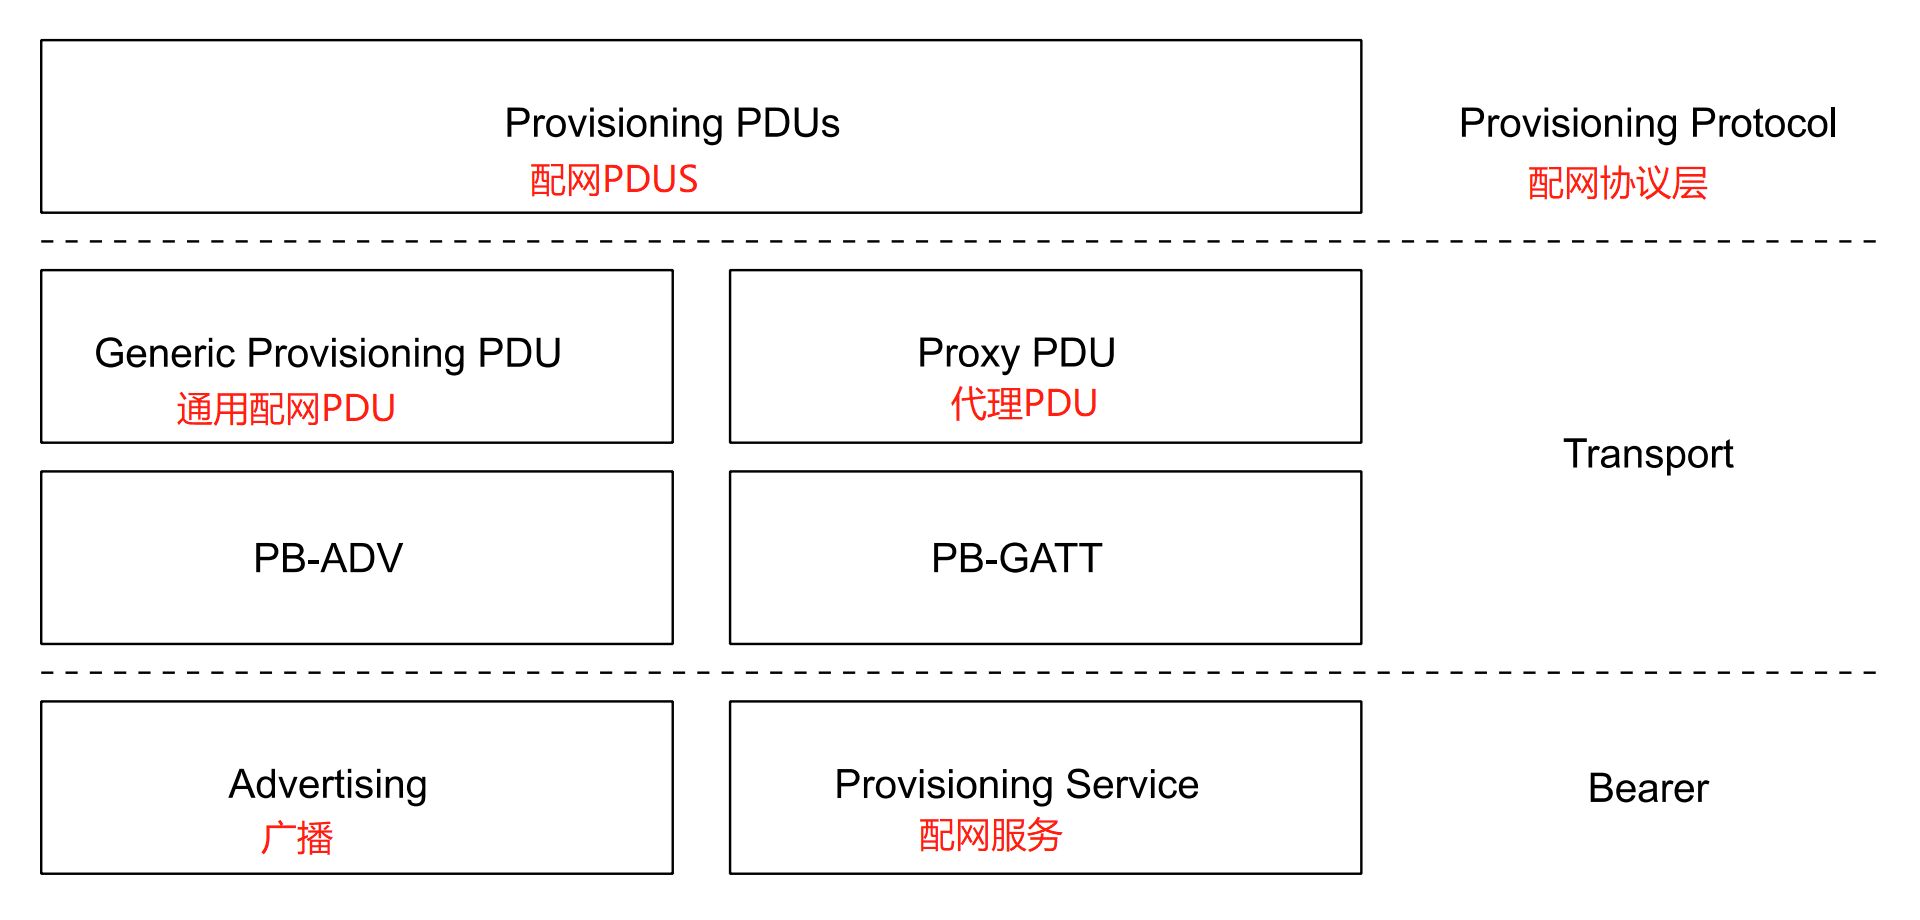 Provisioning PDUs
配网PDUS
Provisioning Protocol
配网协议层
Generic Provisioning PDU
通用配网PDU
Proxy PDU
代理PDU
Transport
PB-ADV
PB-GATT
Advertising
广播
Provisioning Service
配网服务
Bearer